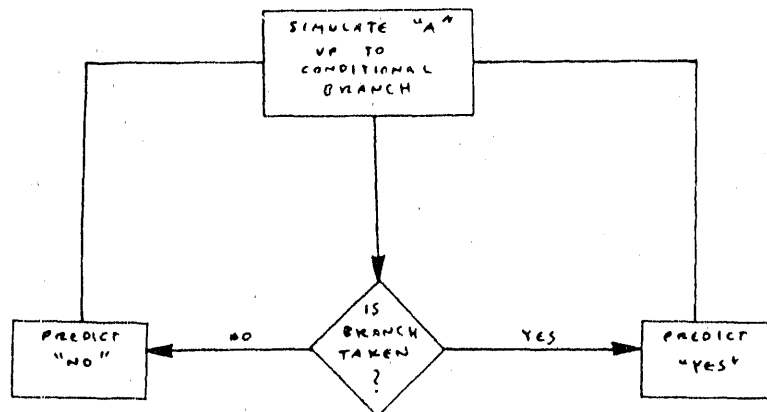 SIMULATE "A"
UP TO
CONDITIONAL
BRANCH
IS
BRANCH
TAKEN
?
NO
YES
PREDICT
"NO"
PREDICT
"YES"